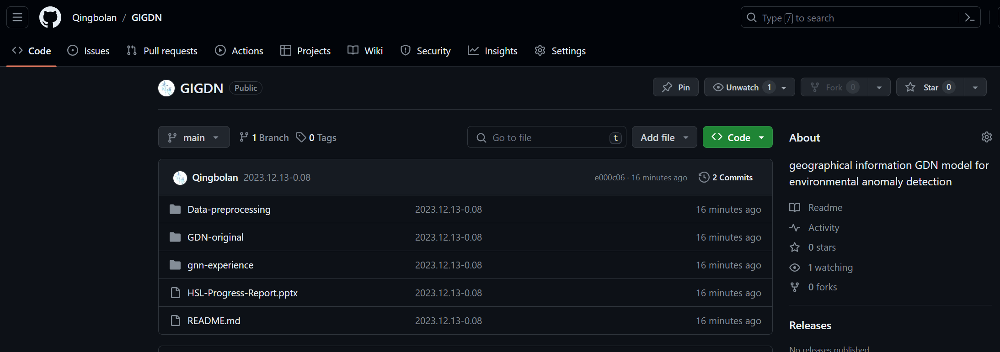 Qingbolan / GIGDN
Type / to search
Code Issues Pull requests Actions Projects Wiki Security Insights Settings
GIGDN Public
Pin Unwatch 1 Fork 0 Star 0
main 1 Branch 0 Tags Go to file t Add file Code
About
geographical information GDN model for
environmental anomaly detection
Qingbolan 2023.12.13-0.08 e000c06 · 16 minutes ago 2 Commits
Data-preprocessing 2023.12.13-0.08 16 minutes ago
GDN-original 2023.12.13-0.08 16 minutes ago
gnn-experience 2023.12.13-0.08 16 minutes ago
HSL-Progress-Report.pptx 2023.12.13-0.08 16 minutes ago
README.md 2023.12.13-0.08 16 minutes ago
Readme
Activity
0 stars
1 watching
0 forks
Releases
No releases published